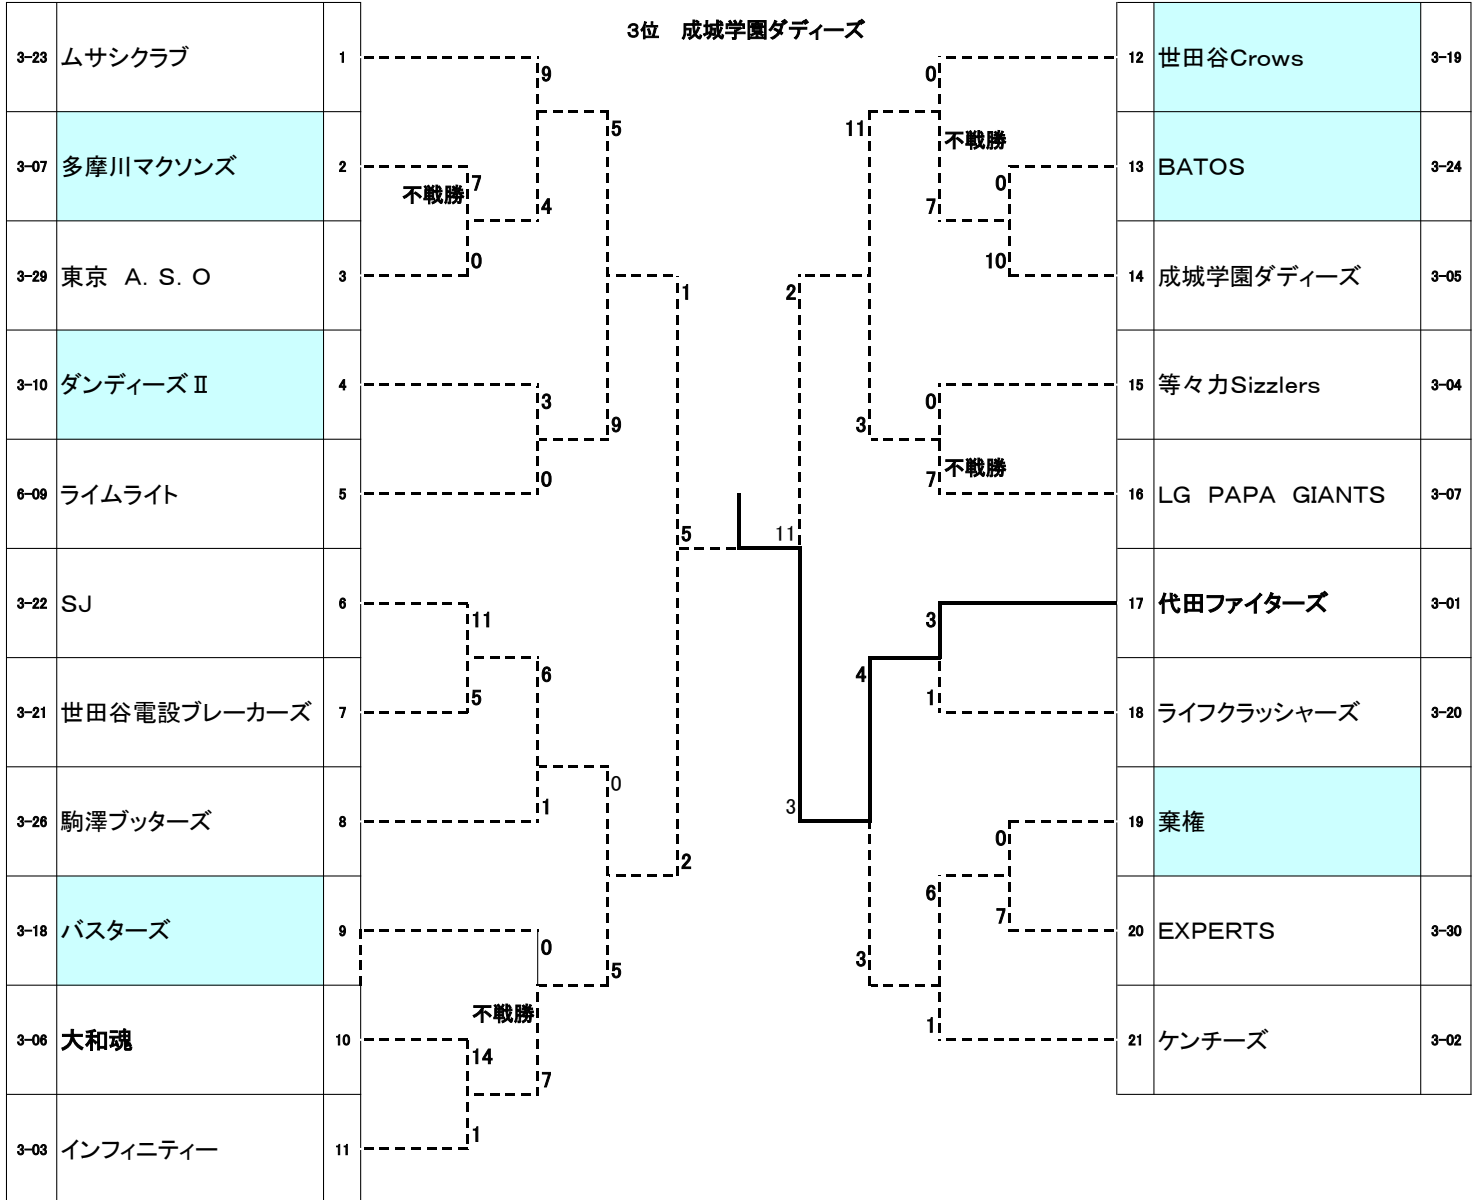 3位　成城学園ダディーズ
3-23 ムサシクラブ 1
3-07 多摩川マクソンズ 2
3-29 東京　A．S．O 3
3-10 ダンディーズⅡ 4
6-09 ライムライト 5
3-22 SJ 6
3-21 世田谷電設ブレーカーズ 7
3-26 駒澤ブッターズ 8
3-18 バスターズ 9
3-06 大和魂 10
3-03 インフィニティー 11
9
5
7
不戦勝
4
0
1
3
9
0
5
11
6
5
0
1
2
0
5
不戦勝
14
7
1
0
11
不戦勝
0
7
10
2
0
3
不戦勝
7
11
3
4
1
3
0
6
7
3
1
12 世田谷Crows 3-19
13 BATOS 3-24
14 成城学園ダディーズ 3-05
15 等々力Sizzlers 3-04
16 LG　PAPA　GIANTS 3-07
17 代田ファイターズ 3-01
18 ライフクラッシャーズ 3-20
19 棄権
20 EXPERTS 3-30
21 ケンチーズ 3-02